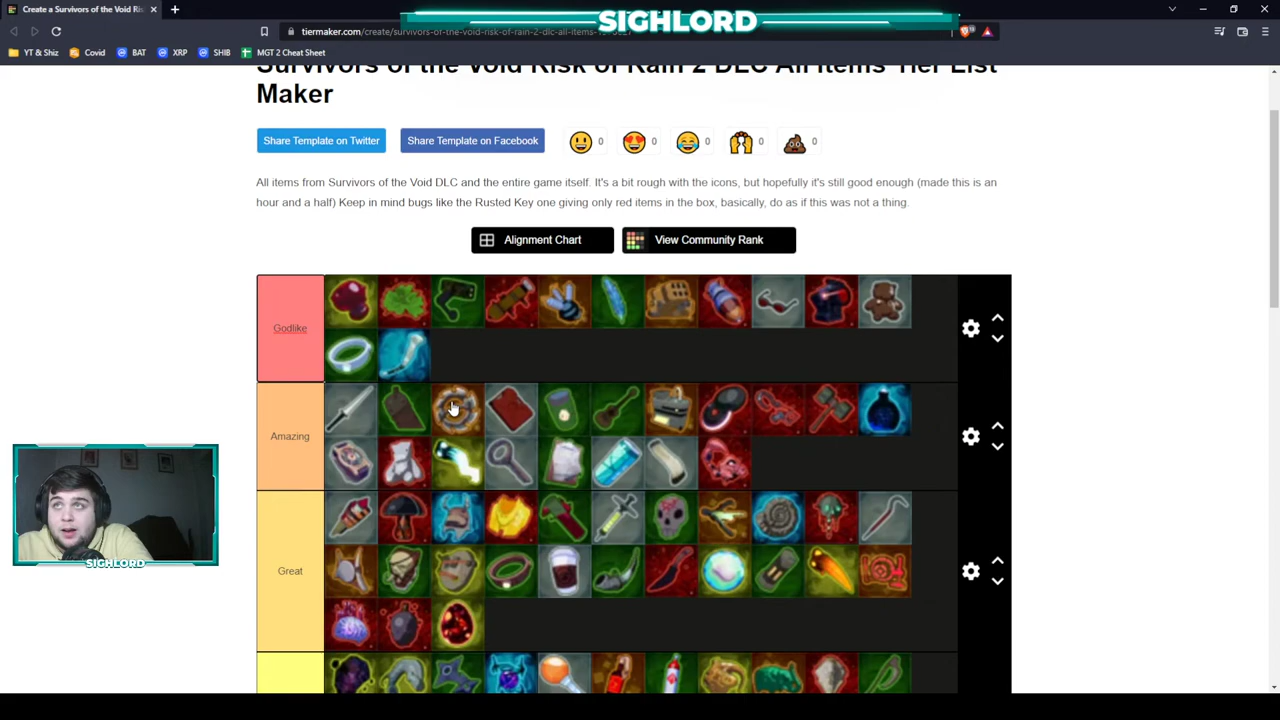 Create a Survivors of the Void Ris
SIGHLORD
tiermaker.com/create/survivors-of-the-void-risk-of-rain-2-dlc-all-items-
YT & Shiz
Covid
BAT
XRP
SHIB
MGT 2 Cheat Sheet
Survivors of the Void Risk of Rain 2 DLC All Items Tier List
Maker
Share Template on Twitter
Share Template on Facebook
0
0
0
0
0
All items from Survivors of the Void DLC and the entire game itself. It's a bit rough with the icons, but hopefully it's still good enough (made this is an
hour and a half) Keep in mind bugs like the Rusted Key one giving only red items in the box, basically, do as if this was not a thing.
Alignment Chart
View Community Rank
Godlike
Amazing
Great
SIGHLORD